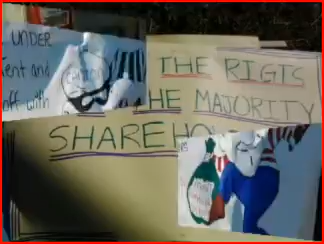 UNDER
ent and
off with
THE RIGTS
HE MAJORITY
SHAREHO